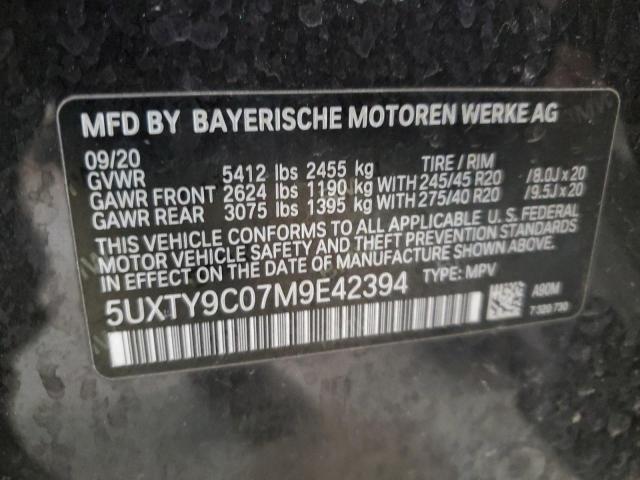 MFD BY BAYERISCHE MOTOREN WERKE AG
09/20 TIRE / RIM
GVWR 5412 lbs 2455 kg
GAWR FRONT 2624 lbs 1190 kg WITH 245/45 R20 /8.0J x 20
GAWR REAR 3075 lbs 1395 kg WITH 275/40 R20 /9.5J x 20
THIS VEHICLE CONFORMS TO ALL APPLICABLE U. S. FEDERAL
MOTOR VEHICLE SAFETY AND THEFT PREVENTION STANDARDS
IN EFFECT ON THE DATE OF MANUFACTURE SHOWN ABOVE.
5UXTY9C07M9E42394 TYPE: MPV A90M
7 320 730